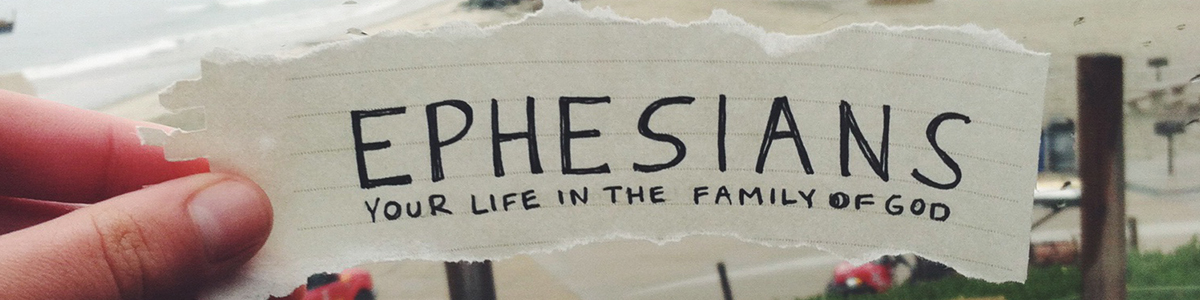 EPHESIANS
YOUR LIFE IN THE FAMILY OF GOD